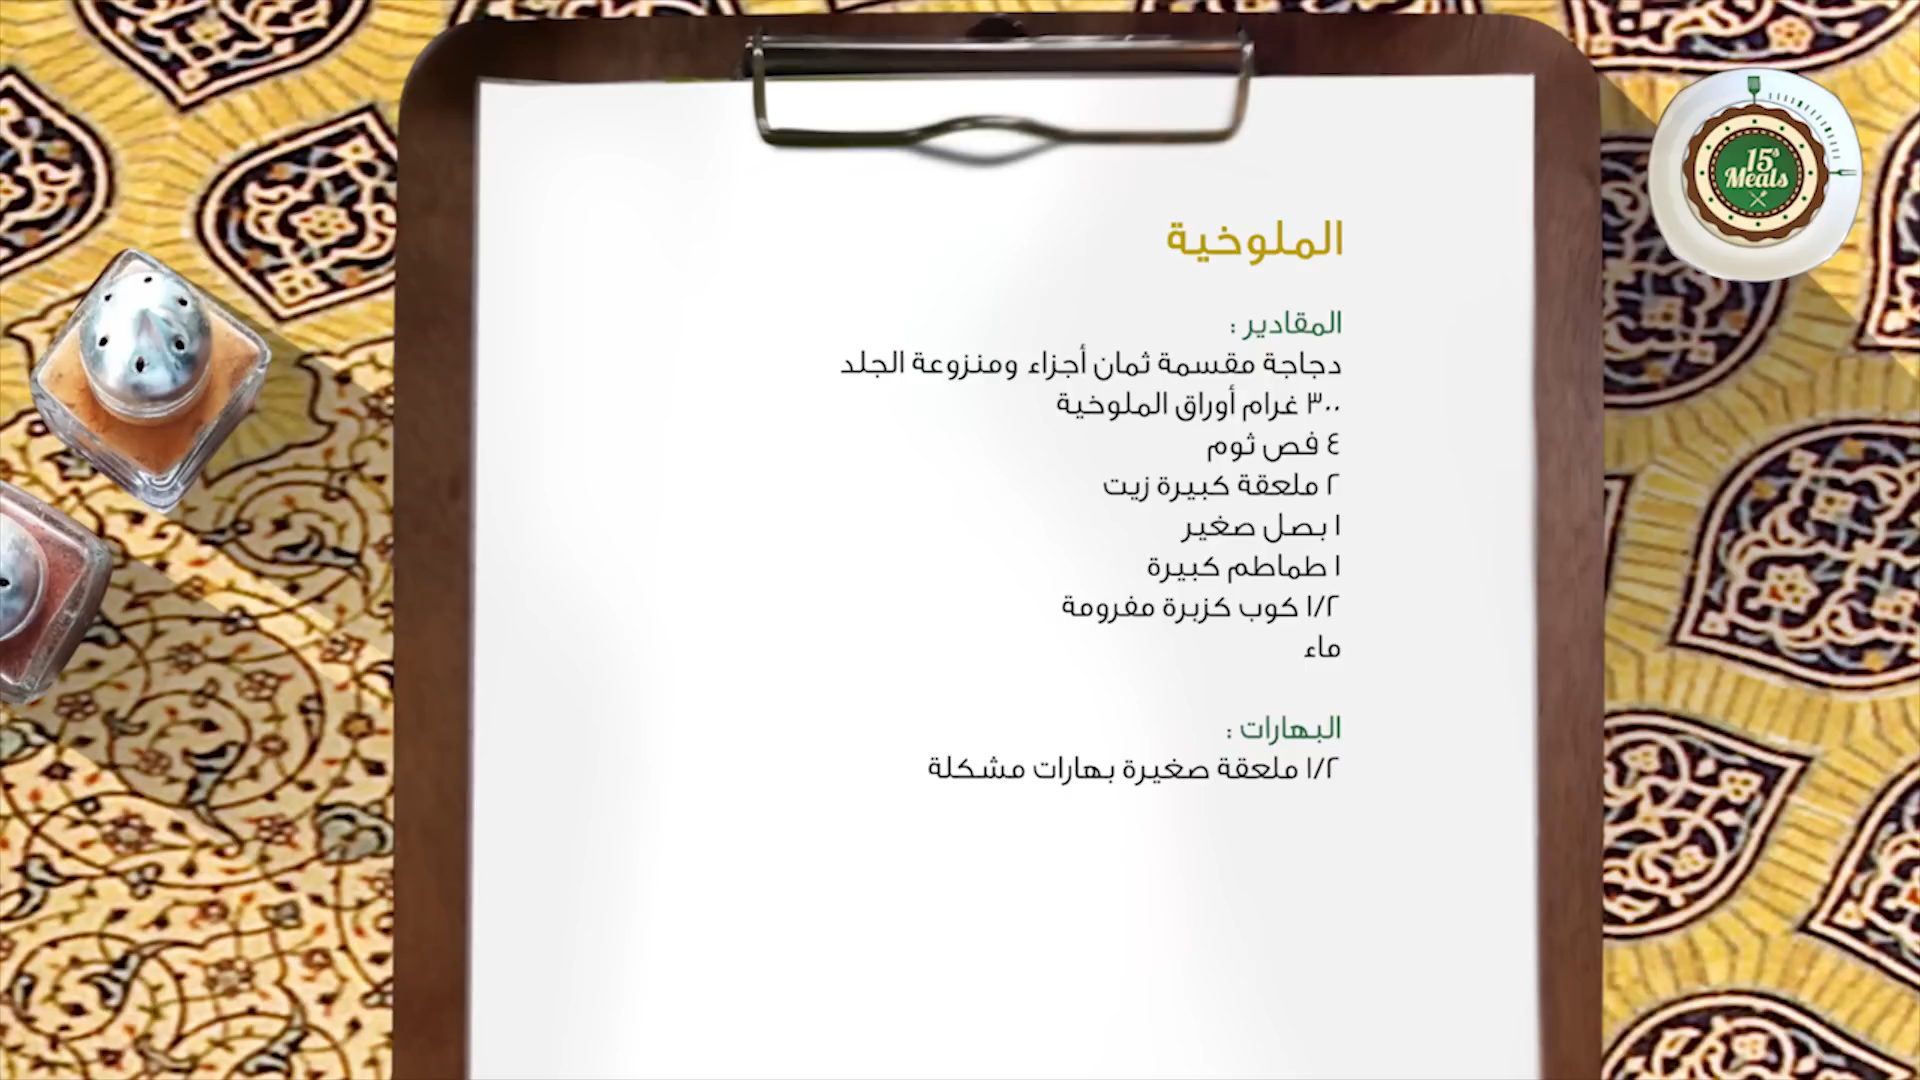 15s
Meals
الملوخية
المقادير :
دجاجة مقسمة ثمان أجزاء ومنزوعة الجلد
٣٠٠ غرام أوراق الملوخية
٤ فص ثوم
٢ ملعقة كبيرة زيت
١ بصل صغير
١ طماطم كبيرة
١/٢ كوب كزبرة مفرومة
ماء
البهارات :
١/٢ ملعقة صغيرة بهارات مشكلة